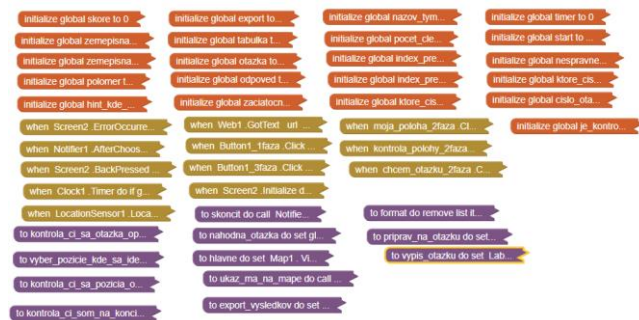 initialize global skore to 0
initialize global export to...
initialize global nazov_tym...
initialize global timer to 0
initialize global zemepisna...
initialize global tabulka t...
initialize global pocet_cle...
initialize global start to ...
initialize global zemepisna...
initialize global otazka to...
initialize global index_pre...
initialize global nespravne...
initialize global polomer t...
initialize global odpoved t...
initialize global index_pre...
initialize global ktore_cis...
initialize global hint_kde_...
initialize global zaciatocn...
initialize global ktore_cis...
initialize global cislo_ota...
when Screen2 .ErrorOccurre...
when Web1 .GotText url ...
when moja_poloha_2faza .Cl...
initialize global je_kontro...
when Notifier1 .AfterChoos...
when Button1_1faza .Click ...
when kontrola_polohy_2faza...
when Screen2 .BackPressed ...
when Button1_3faza .Click ...
when chcem_otazku_2faza .C...
when Clock1 .Timer do if g...
when Screen2 .Initialize d...
when LocationSensor1 .Loca...
to skoncit do call Notifie...
to format do remove list it...
to kontrola_ci_sa_otazka_op...
to nahodna_otazka do set gl...
to priprav_na_otazku do set...
to vyber_pozicie_kde_sa_ide...
to hlavne do set Map1 . Vi...
to vypis_otazku do set Lab...
to kontrola_ci_sa_pozicia_o...
to ukaz_ma_na_mape do call ...
to kontrola_ci_som_na_konci...
to export_vysledkov do set ...